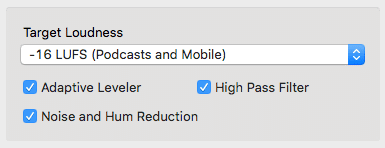 Target Loudness
-16 LUFS (Podcasts and Mobile)
Adaptive Leveler High Pass Filter
Noise and Hum Reduction